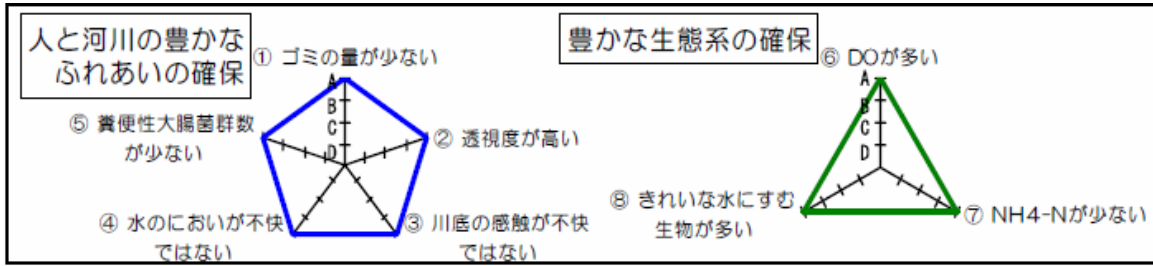 人と河川の豊かな
ふれあいの確保
① ゴミの量が少ない
A
B
C
D
② 透視度が高い
③ 川底の感触が不快
ではない
④ 水のにおいが不快
ではない
⑤ 糞便性大腸菌群数
が少ない
豊かな生態系の確保
⑥ DOが多い
A
B
C
D
⑦ NH4-Nが少ない
⑧ きれいな水にすむ
生物が多い